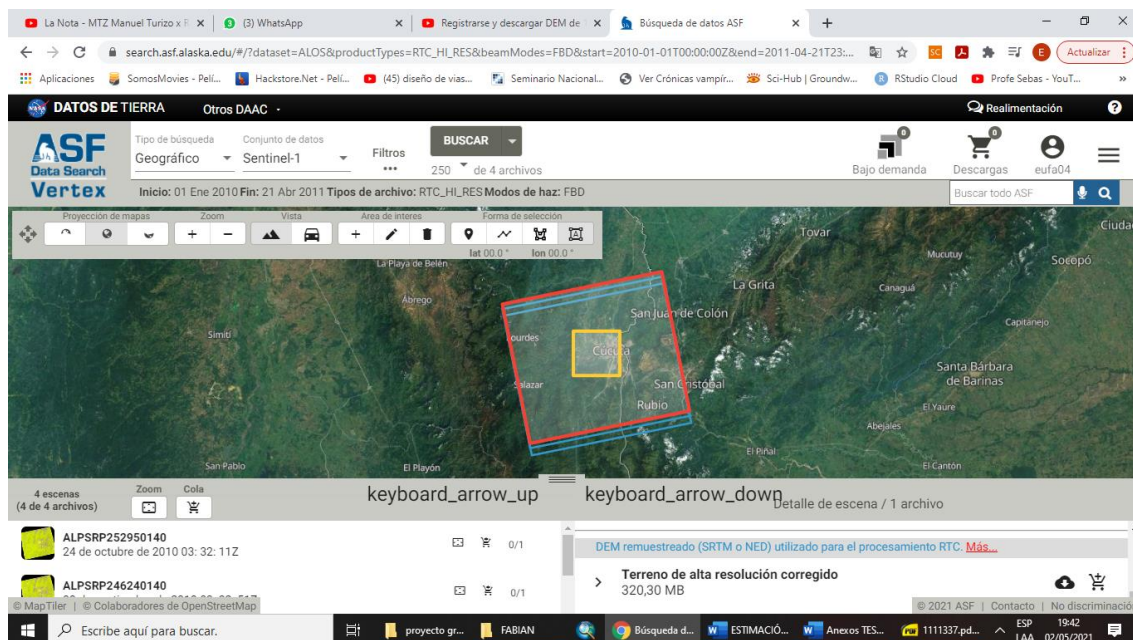 La Nota - MTZ Manuel Turizo x R
(3) WhatsApp
Registrarse y descargar DEM de
Búsqueda de datos ASF
search.asf.alaska.edu/#/?dataset=ALOS&productTypes=RTC_HI_RES&beamModes=FBD&start=2010-01-01T00:00:00Z&end=2011-04-21T23:...
E
Actualizar
Aplicaciones
SomosMovies - Pelí...
Hackstore.Net - Pel...
(45) diseño de vias...
Seminario Nacional...
Ver Crónicas vampír...
Sci-Hub | Groundw...
RStudio Cloud
Profe Sebas - YouT...
DATOS DE TIERRA
Otros DAAC
Realimentación
ASF
Data Search
Vertex
Tipo de búsqueda
Geográfico
Conjunto de datos
Sentinel-1
Filtros
BUSCAR
250 de 4 archivos
0
Bajo demanda
0
Descargas
eufa04
Inicio: 01 Ene 2010 Fin: 21 Abr 2011 Tipos de archivo: RTC_HI_RES Modos de haz: FBD
Buscar todo ASF
Proyección de mapas
Zoom
Vista
Área de interes
Forma de selección
lat 00.0 °
lon 00.0 °
Tovar
Ciudad
Mucutuy
Socopó
La Playa de Belén
La Grita
Canaguá
Ábrego
San Juan de Colón
Capitanejo
Simití
Lourdes
Cúcuta
Santa Bárbara
de Barinas
Salazar
San Cristóbal
Rubio
El Yaure
Abejales
El Piñal
San Pablo
El Playón
El Cantón
4 escenas
(4 de 4 archivos)
Zoom
Cola
keyboard_arrow_up
keyboard_arrow_down
Detalle de escena / 1 archivo
ALPSRP252950140
24 de octubre de 2010 03: 32: 11Z
0/1
ALPSRP246240140
0/1
DEM remuestreado (SRTM o NED) utilizado para el procesamiento RTC. Más...
Terreno de alta resolución corregido
320,30 MB
© MapTiler | © Colaboradores de OpenStreetMap
© 2021 ASF | Contacto | No discriminació
Escribe aquí para buscar.
proyecto gr...
FABIAN
Búsqueda d...
ESTIMACIÓ...
Anexos TES...
1111337.pd...
ESP
LAA
19:42
02/05/2021